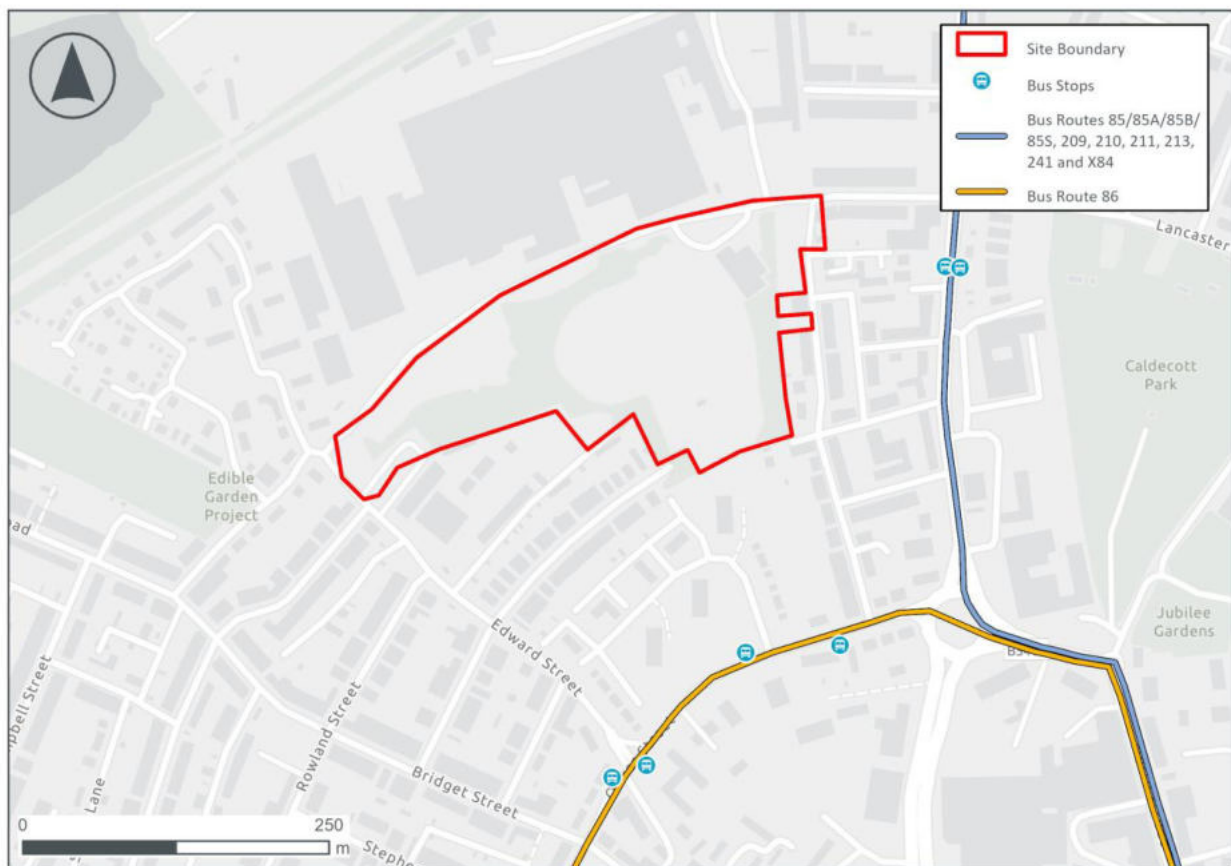 Site Boundary
Bus Stops
Bus Routes 85/85A/85B/
85S, 209, 210, 211, 213,
241 and X84
Bus Route 86
Lancaster
Caldecott
Park
Edible
Garden
Project
Jubilee
Gardens
Edward Street
Rowland Street
Bridget Street
Lane
0
250
m